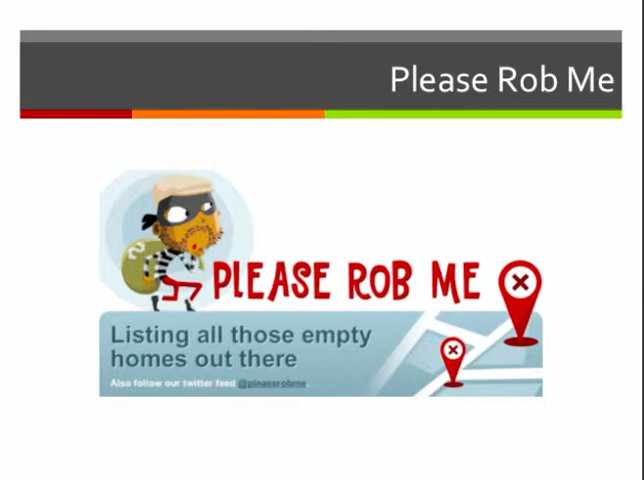 Please Rob Me
PLEASE ROB ME
Listing all those empty
homes out there
Also follow our twitter feed @pleaserobme.